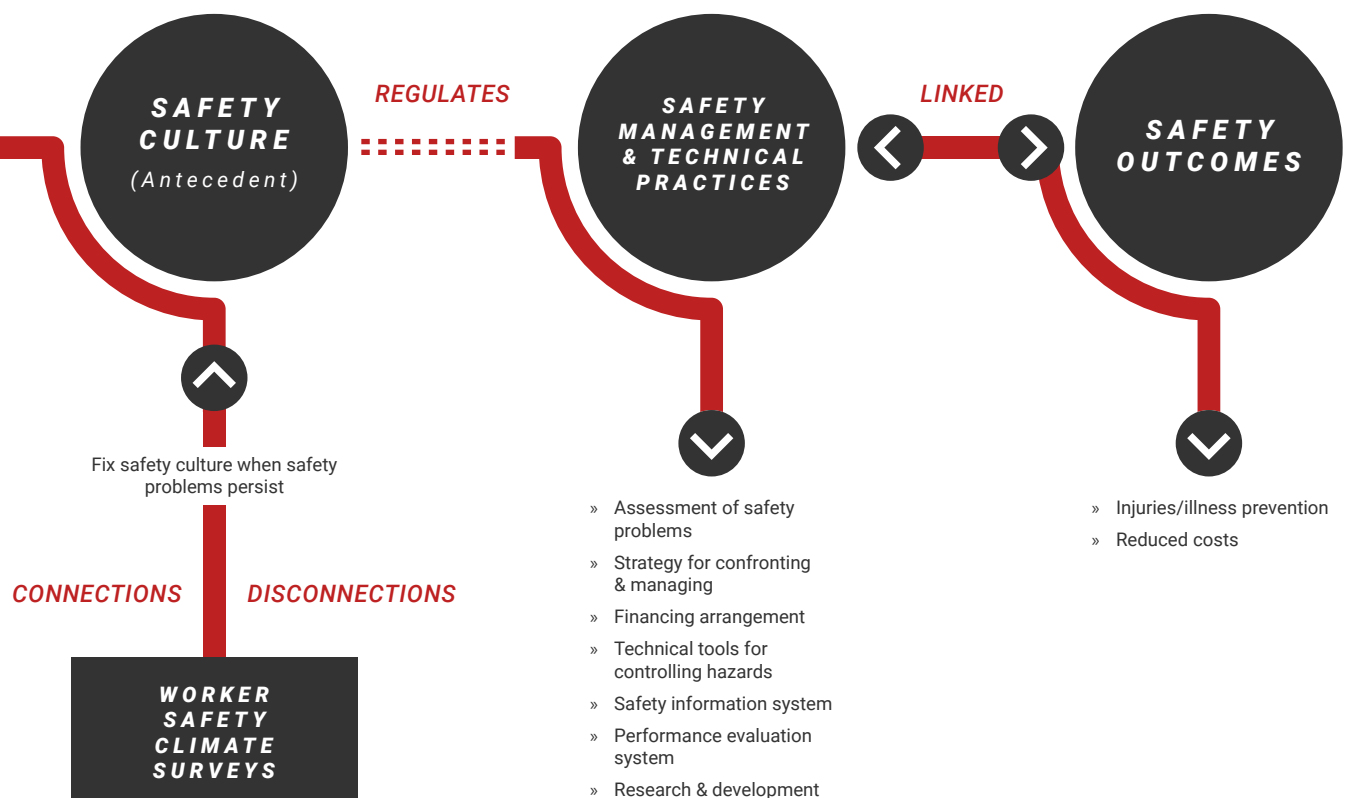 SAFETY
CULTURE
(Antecedent)
REGULATES
SAFETY
MANAGEMENT
& TECHNICAL
PRACTICES
LINKED
SAFETY
OUTCOMES
Fix safety culture when safety
problems persist
CONNECTIONS
DISCONNECTIONS
WORKER
SAFETY
CLIMATE
SURVEYS
» Assessment of safety
problems
» Strategy for confronting
& managing
» Financing arrangement
» Technical tools for
controlling hazards
» Safety information system
» Performance evaluation
system
» Research & development
» Injuries/illness prevention
» Reduced costs